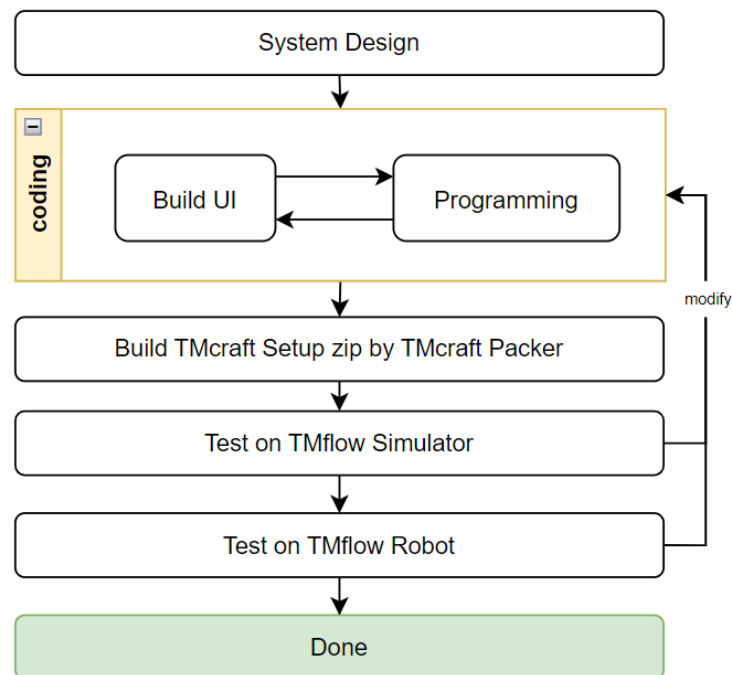 System Design
coding
Build UI
Programming
modify
Build TMcraft Setup zip by TMcraft Packer
Test on TMflow Simulator
Test on TMflow Robot
Done